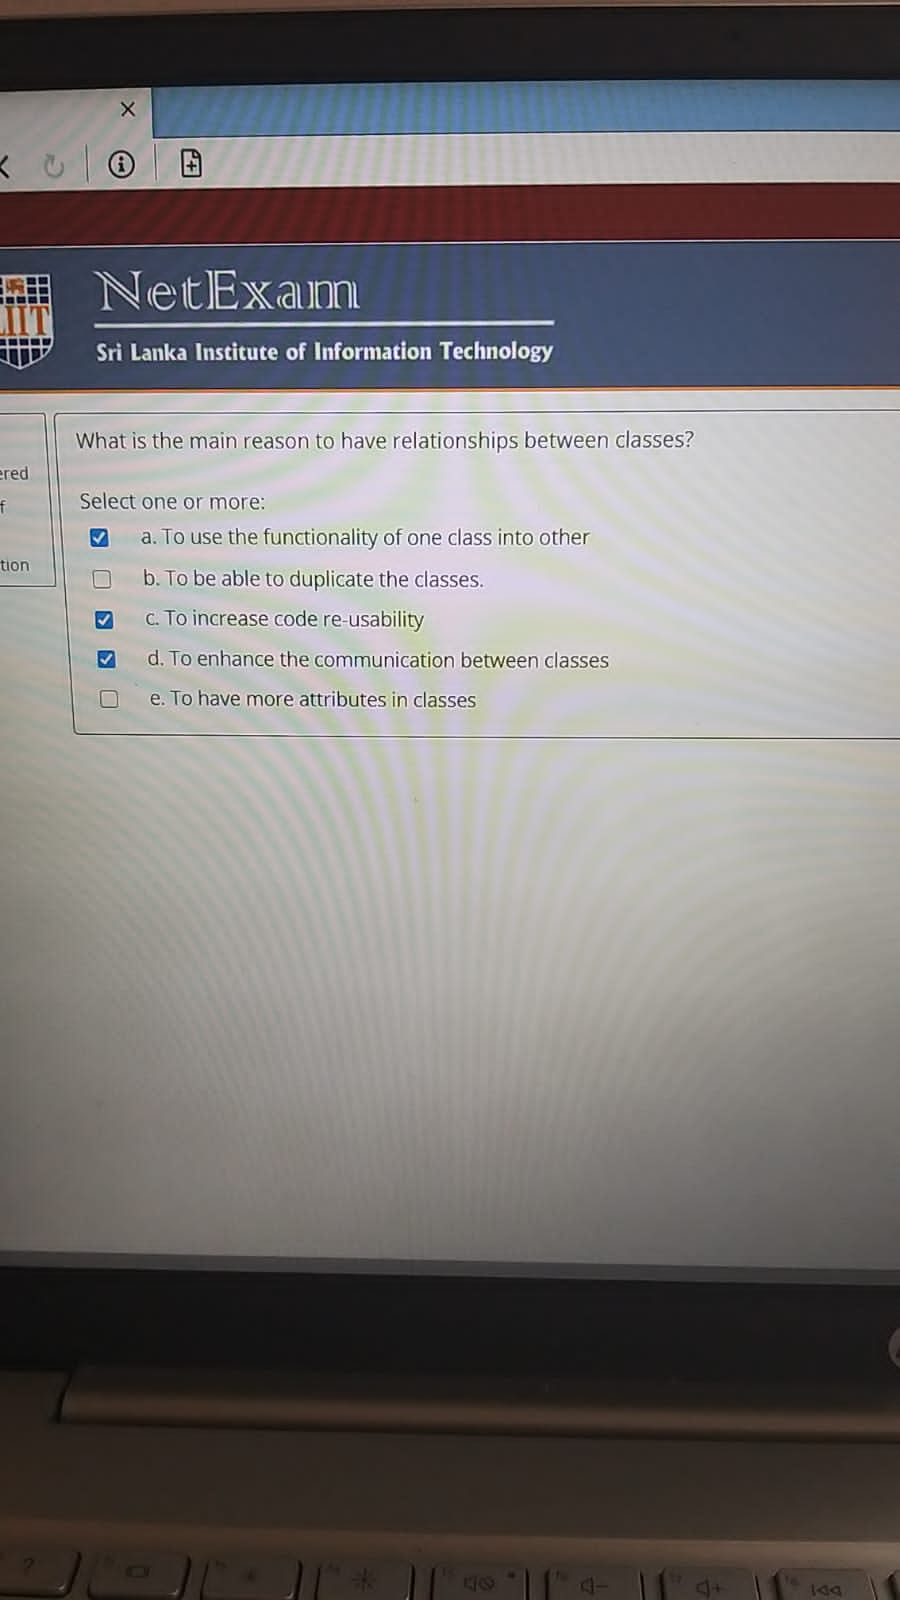 IIT
NetExam
Sri Lanka Institute of Information Technology
What is the main reason to have relationships between classes?
Select one or more:
a. To use the functionality of one class into other
b. To be able to duplicate the classes.
c. To increase code re-usability
d. To enhance the communication between classes
e. To have more attributes in classes
ered
f
tion